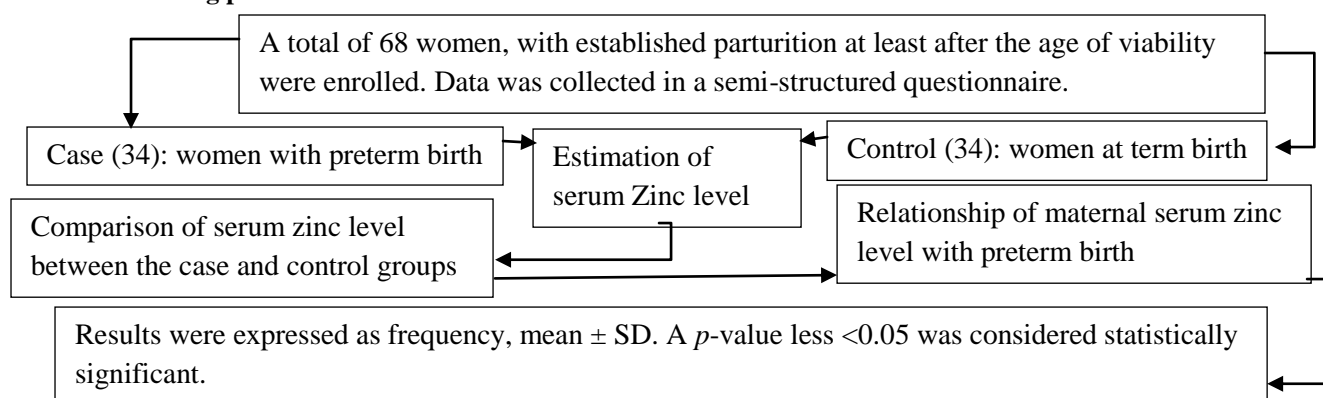 A total of 68 women, with established parturition at least after the age of viability
were enrolled. Data was collected in a semi-structured questionnaire.
Case (34): women with preterm birth
Estimation of
serum Zinc level
Control (34): women at term birth
Comparison of serum zinc level
between the case and control groups
Relationship of maternal serum zinc
level with preterm birth
Results were expressed as frequency, mean ± SD. A p-value less <0.05 was considered statistically
significant.